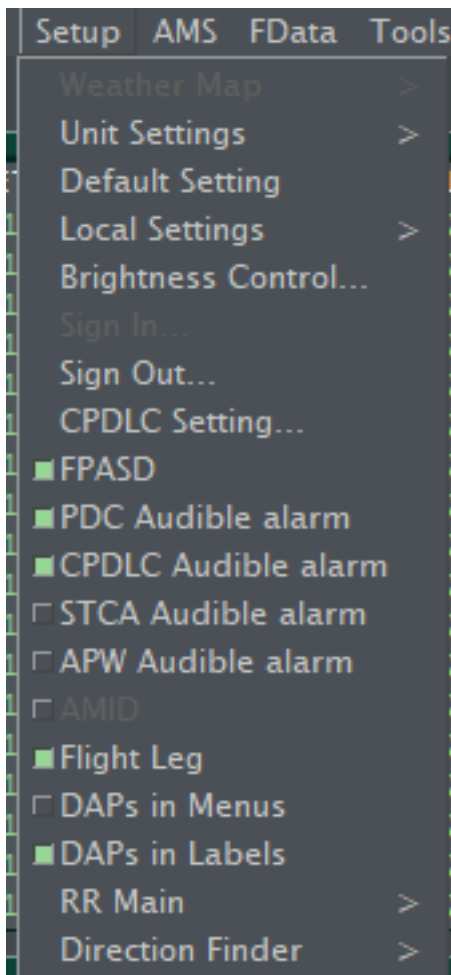 Setup AMS FData Tools
Weather Map >
Unit Settings >
Default Setting
Local Settings >
Brightness Control...
Sign In...
Sign Out...
CPDLC Setting...
FPASD
PDC Audible alarm
CPDLC Audible alarm
STCA Audible alarm
APW Audible alarm
AMID
Flight Leg
DAPs in Menus
DAPs in Labels
RR Main >
Direction Finder >